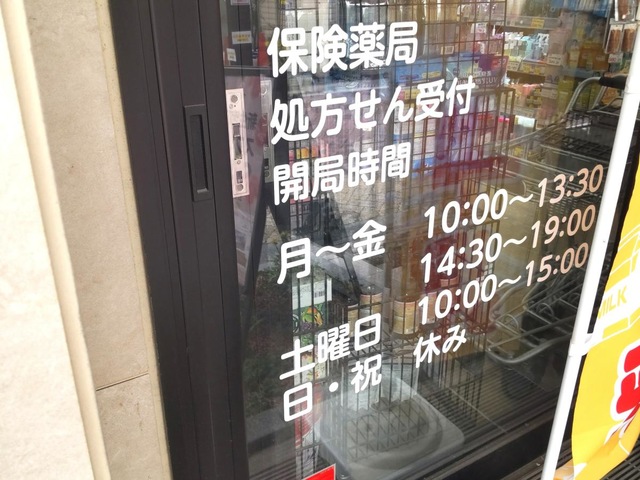 保険薬局
処方せん受付
開局時間
月～金 10:00～13:30
14:30～19:00
土曜日 10:00～15:00
日・祝 休み
MILK